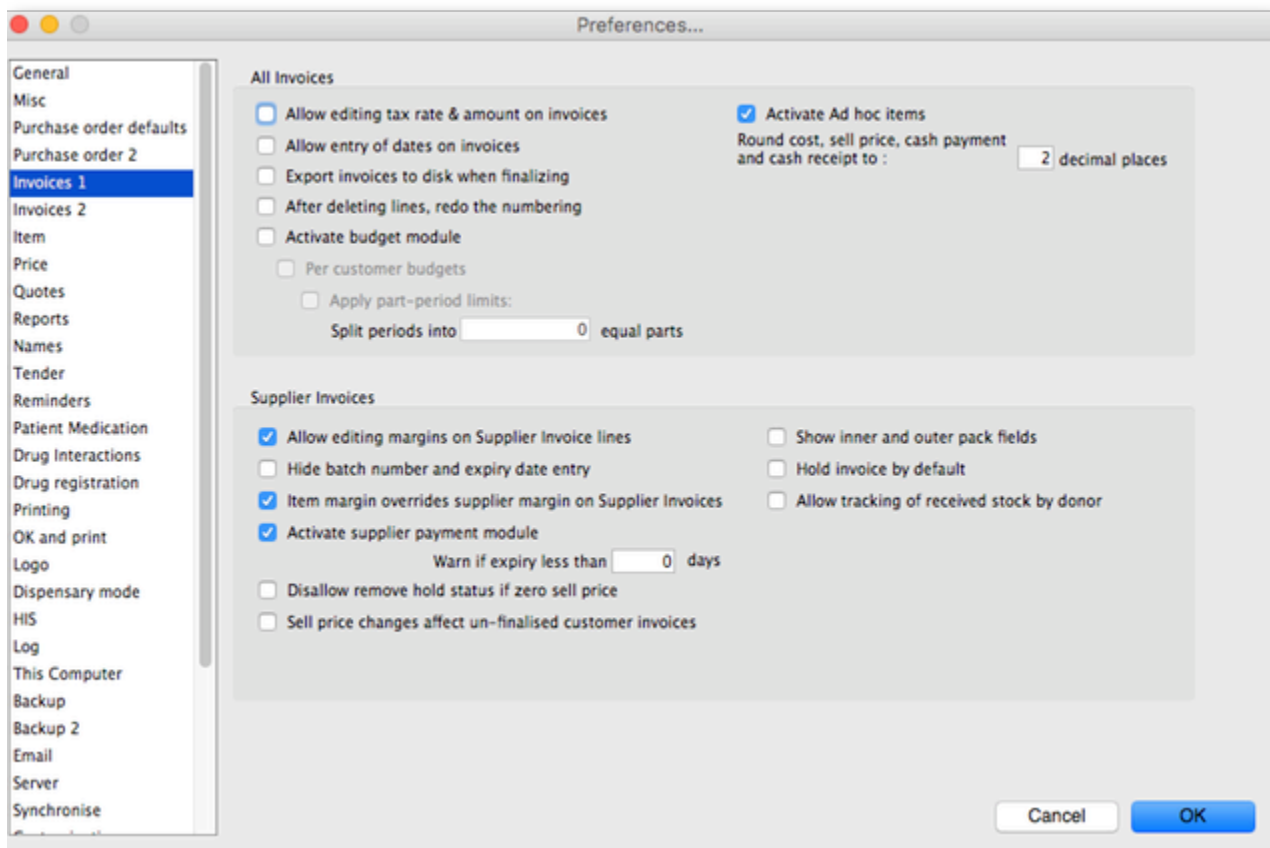 Preferences...
General
Misc
Purchase order defaults
Purchase order 2
Invoices 1
Invoices 2
Item
Price
Quotes
Reports
Names
Tender
Reminders
Patient Medication
Drug Interactions
Drug registration
Printing
OK and print
Logo
Dispensary mode
HIS
Log
This Computer
Backup
Backup 2
Email
Server
Synchronise
All Invoices
Allow editing tax rate & amount on invoices
Allow entry of dates on invoices
Export invoices to disk when finalizing
After deleting lines, redo the numbering
Activate budget module
Per customer budgets
Apply part-period limits:
Split periods into 0 equal parts
Activate Ad hoc items
Round cost, sell price, cash payment
and cash receipt to : 2 decimal places
Supplier Invoices
Allow editing margins on Supplier Invoice lines
Hide batch number and expiry date entry
Item margin overrides supplier margin on Supplier Invoices
Activate supplier payment module
Warn if expiry less than 0 days
Disallow remove hold status if zero sell price
Sell price changes affect un-finalised customer invoices
Show inner and outer pack fields
Hold invoice by default
Allow tracking of received stock by donor
Cancel
OK